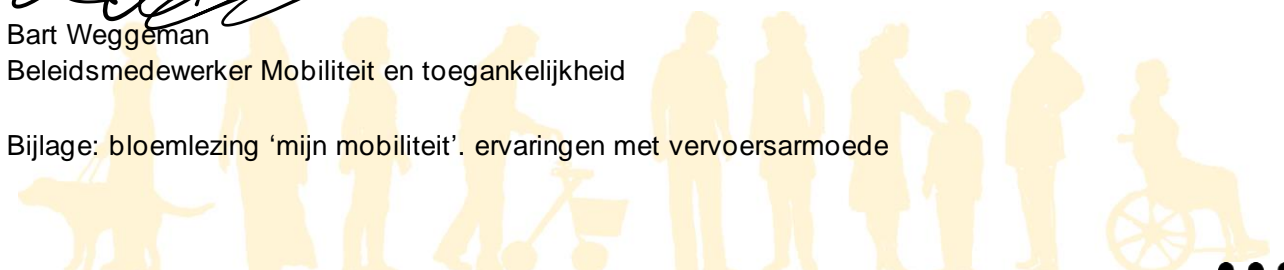 Bart Weggeman
Beleidsmedewerker Mobiliteit en toegankelijkheid
Bijlage: bloemlezing ‘mijn mobiliteit’. ervaringen met vervoersarmoede